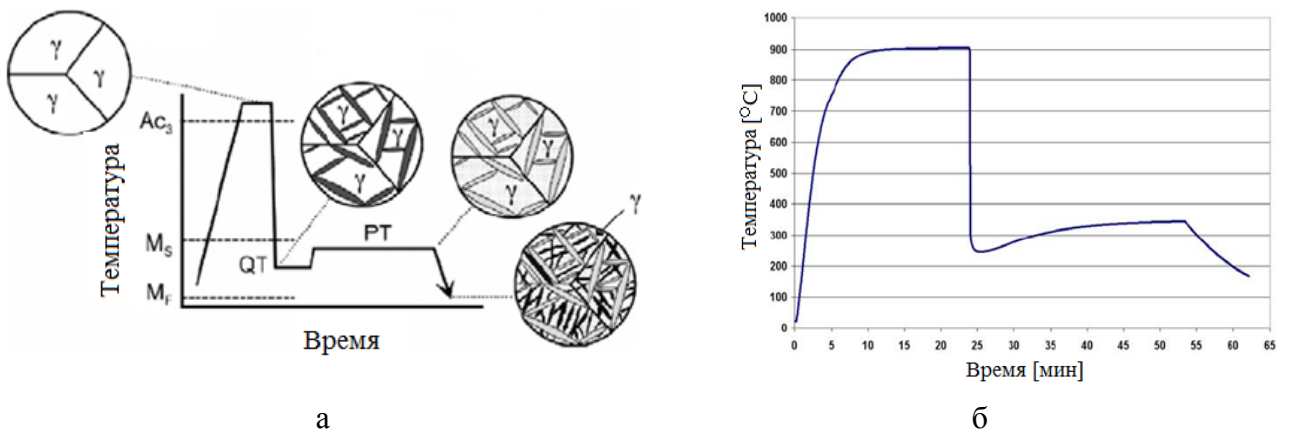 γ
γ
γ
Ac₃
Mₛ
QT
M_F
PT
γ
γ
γ
γ
γ
γ
γ
Температура
Время
а
Температура [°C]
1000
900
800
700
600
500
400
300
200
100
0
0 5 10 15 20 25 30 35 40 45 50 55 60 65
Время [мин]
б